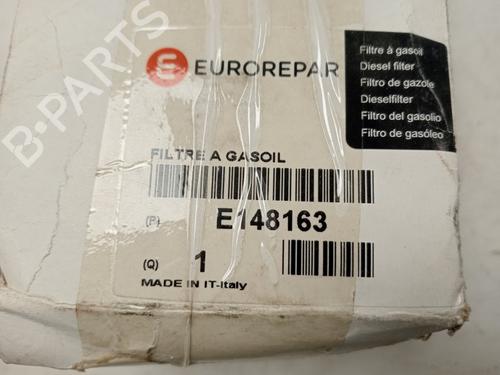 B-PARTS
E EUROREPAR
Filtre à gasoil
Diesel filter
Filtro de gazole
Dieselfilter
Filtro del gasolio
Filtro de gasóleo
FILTRE A GASOIL
(P) E148163
(Q) 1
MADE IN IT-Italy